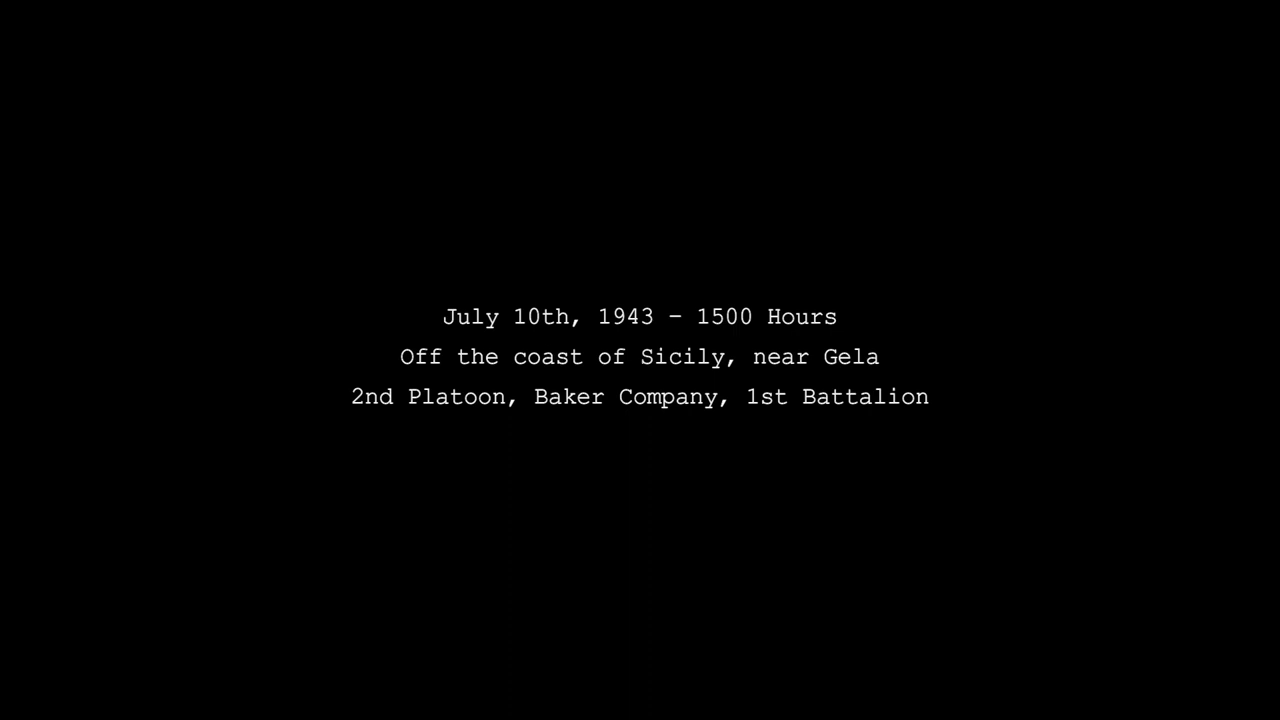 July 10th, 1943 – 1500 Hours
Off the coast of Sicily, near Gela
2nd Platoon, Baker Company, 1st Battalion